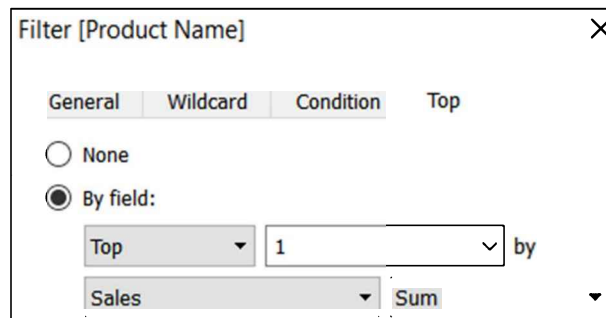 Filter [Product Name]
General Wildcard Condition Top
None
By field:
Top 1 by
Sales Sum